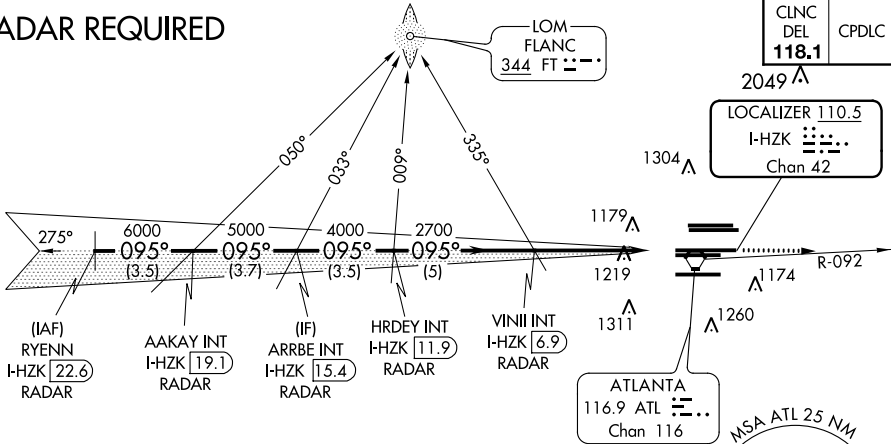 ADAR REQUIRED
LOM
FLANC
344 FT
CLNC
DEL
118.1
CPDLC
2049
LOCALIZER 110.5
I-HZK
Chan 42
1304
050°
033°
009°
335°
1179
275°
6000
5000
4000
2700
095°
095°
095°
095°
(3.5)
(3.7)
(3.5)
(5)
1219
R-092
1174
1311
1260
(IAF)
RYENN
I-HZK 22.6
RADAR
AAKAY INT
I-HZK 19.1
RADAR
(IF)
ARRBE INT
I-HZK 15.4
RADAR
HRDEY INT
I-HZK 11.9
RADAR
VINII INT
I-HZK 6.9
RADAR
ATLANTA
116.9 ATL
Chan 116
MSA ATL 25 NM